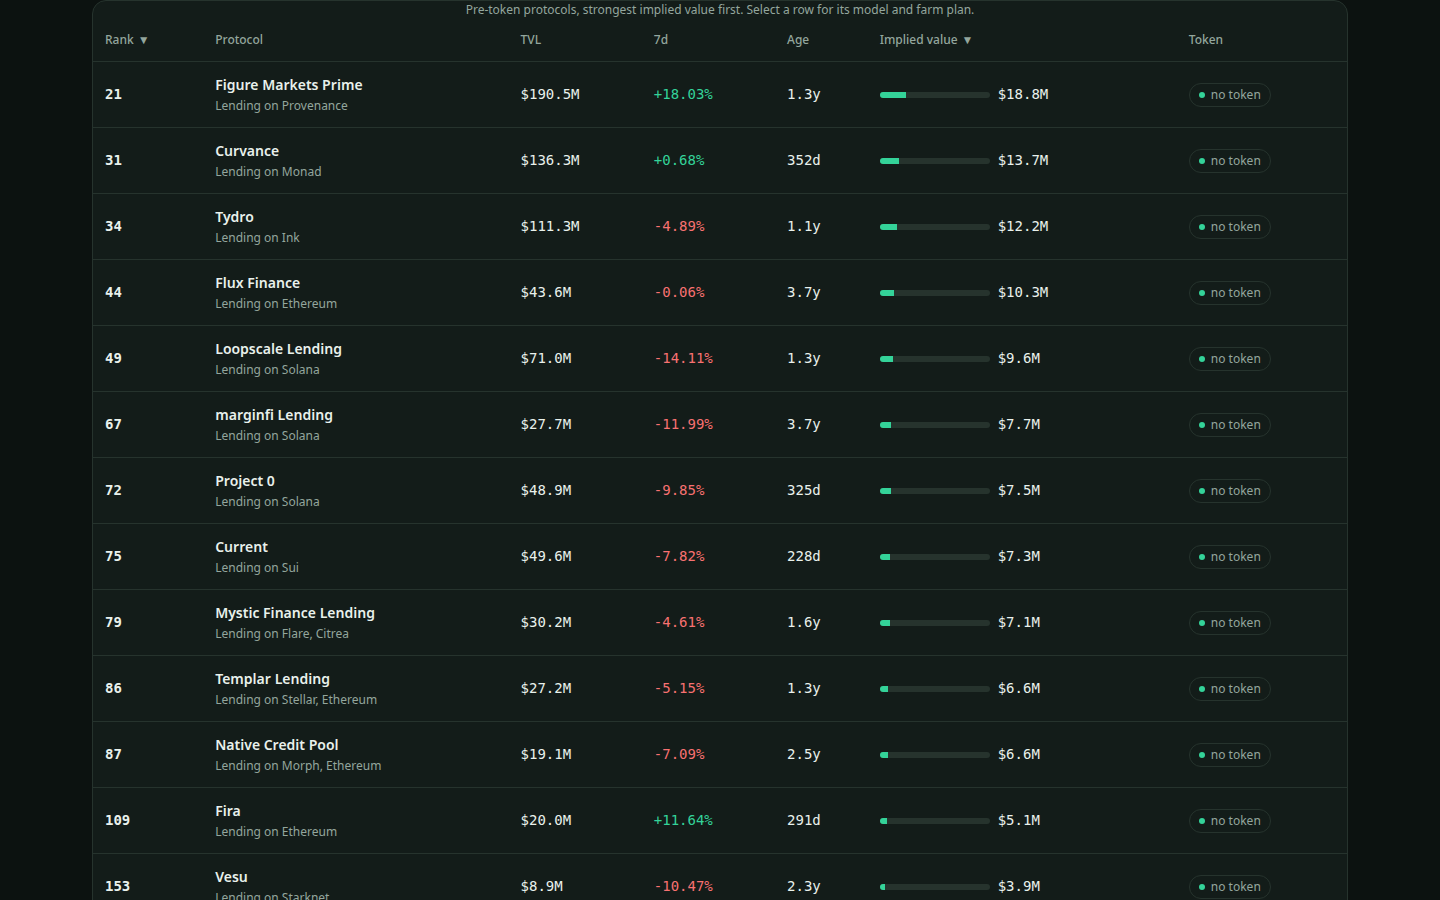 Pre-token protocols, strongest implied value first. Select a row for its model and farm plan.
Rank ▼ Protocol TVL 7d Age Implied value ▼ Token
21 Figure Markets Prime $190.5M +18.03% 1.3y $18.8M no token
Lending on Provenance
31 Curvance $136.3M +0.68% 352d $13.7M no token
Lending on Monad
34 Tydro $111.3M -4.89% 1.1y $12.2M no token
Lending on Ink
44 Flux Finance $43.6M -0.06% 3.7y $10.3M no token
Lending on Ethereum
49 Loopscale Lending $71.0M -14.11% 1.3y $9.6M no token
Lending on Solana
67 marginfi Lending $27.7M -11.99% 3.7y $7.7M no token
Lending on Solana
72 Project 0 $48.9M -9.85% 325d $7.5M no token
Lending on Solana
75 Current $49.6M -7.82% 228d $7.3M no token
Lending on Sui
79 Mystic Finance Lending $30.2M -4.61% 1.6y $7.1M no token
Lending on Flare, Citrea
86 Templar Lending $27.2M -5.15% 1.3y $6.6M no token
Lending on Stellar, Ethereum
87 Native Credit Pool $19.1M -7.09% 2.5y $6.6M no token
Lending on Morph, Ethereum
109 Fira $20.0M +11.64% 291d $5.1M no token
Lending on Ethereum
153 Vesu $8.9M -10.47% 2.3y $3.9M no token
Lending on Starknet